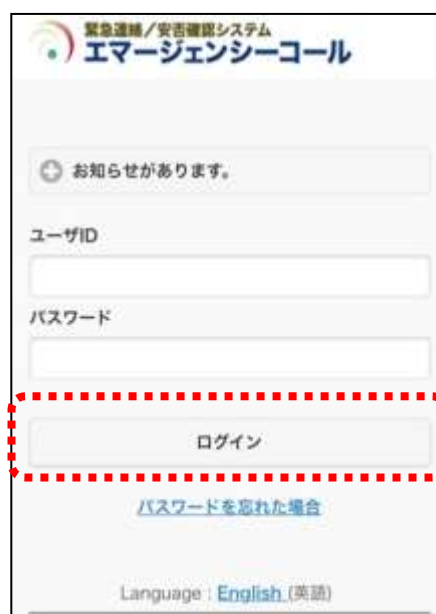 緊急連絡/安否確認システム
エマージェンシーコール
お知らせがあります。
ユーザID
パスワード
ログイン
パスワードを忘れた場合
Language : English (英語)